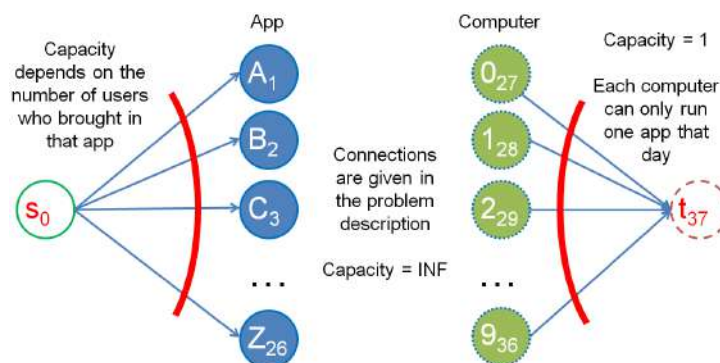 App
Computer
Capacity
depends on the
number of users
who brought in
that app
Capacity = 1
Each computer
can only run
one app that
day
Connections
are given in
the problem
description
Capacity = INF
s0
A1
B2
C3
...
Z26
027
128
229
...
936
t37